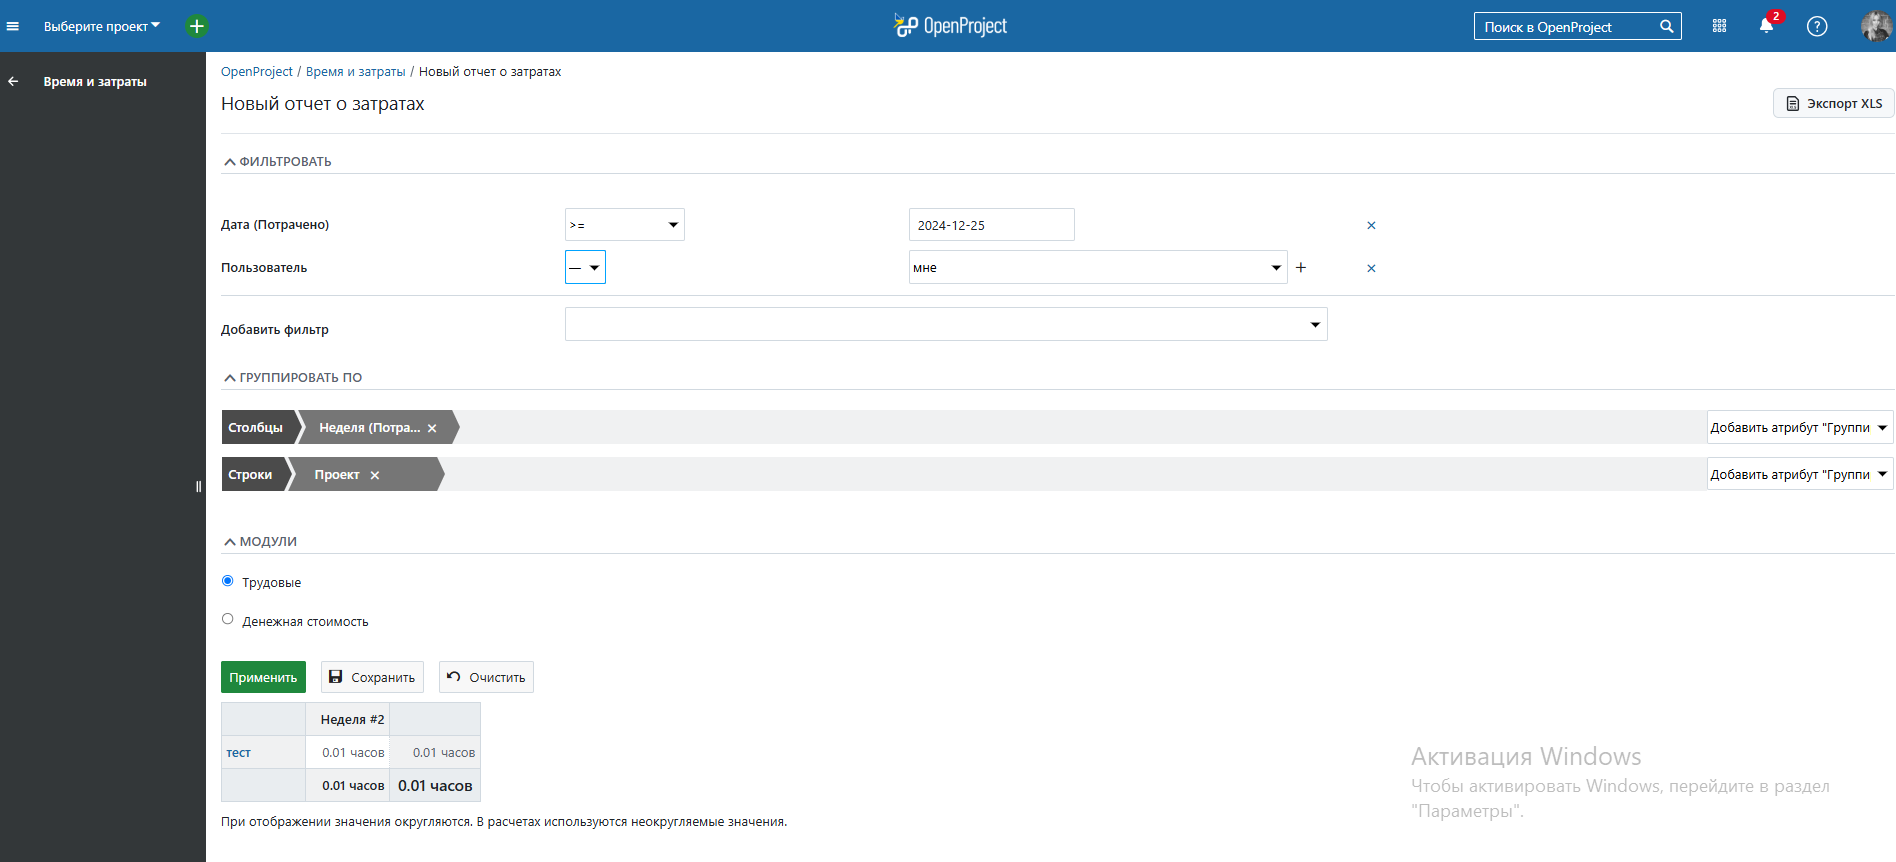 Выберите проект
OpenProject
Поиск в OpenProject
2
Время и затраты
OpenProject / Время и затраты / Новый отчет о затратах
Новый отчет о затратах
Экспорт XLS
ФИЛЬТРОВАТЬ
Дата (Потрачено)
>=
2024-12-25
Пользователь
—
мне
Добавить фильтр
ГРУППИРОВАТЬ ПО
Столбцы
Неделя (Потра...
Добавить атрибут "Группи
Строки
Проект
Добавить атрибут "Группи
МОДУЛИ
Трудовые
Денежная стоимость
Применить
Сохранить
Очистить
Неделя #2
тест 0.01 часов 0.01 часов
0.01 часов 0.01 часов
При отображении значения округляются. В расчетах используются неокругляемые значения.
Активация Windows
Чтобы активировать Windows, перейдите в раздел
"Параметры".